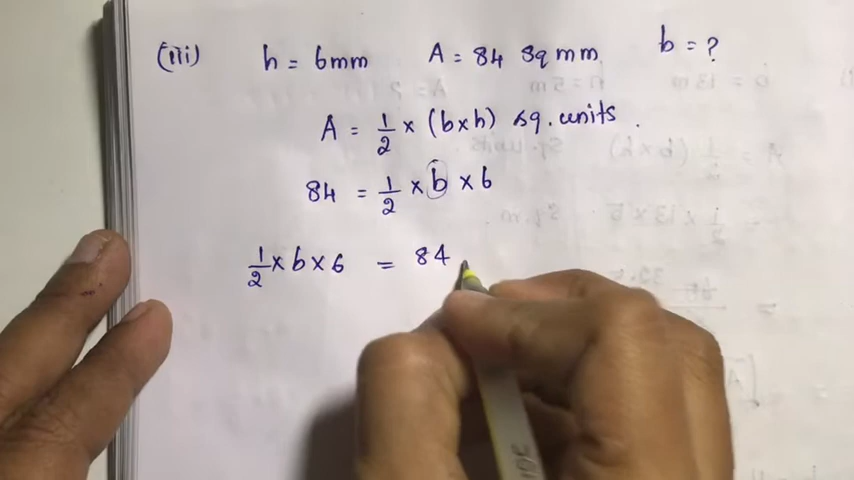 (iii) h = 6mm A = 84 sq mm b = ?
A = 1/2 × (b×h) sq. units.
84 = 1/2 × b × 6
1/2 × b × 6 = 84